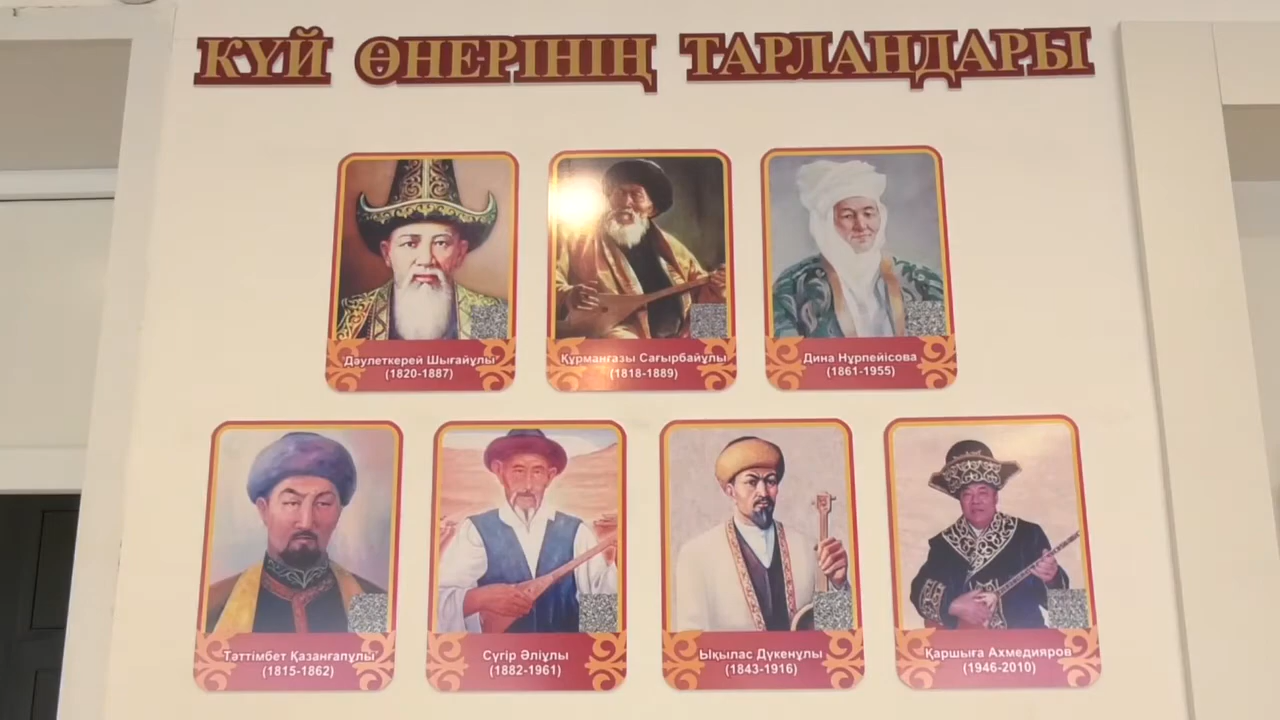 КҮЙ ӨНЕРІНІҢ ТАРЛАНДАРЫ
"Дәулеткерей Шығайұлы"
(1820-1887)
Құрманғазы Сағырбайұлы
(1818-1889)
Дина Нұрпейісова
(1861-1955)
"Тәттімбет Қазанғапұлы"
(1815-1862)
Сүгір Әліұлы
(1882-1961)
Ықылас Дүкенұлы
(1843-1916)
Қаршыға Ахмедияров
(1946-2010)